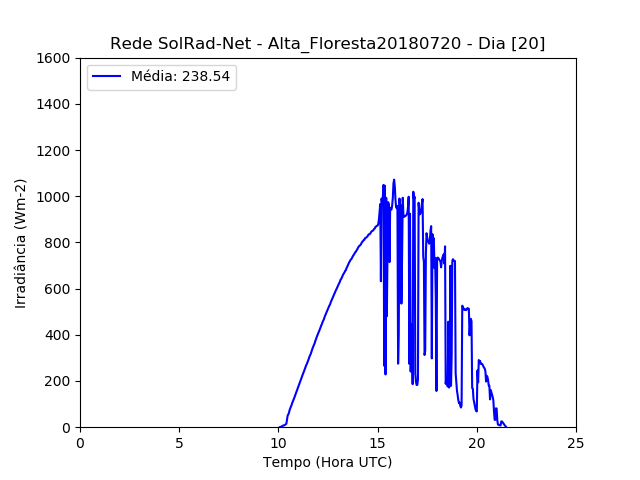 Rede SolRad-Net - Alta_Floresta20180720 - Dia [20]
Média: 238.54
Irradiância (Wm-2)
1600
1400
1200
1000
800
600
400
200
0
0 5 10 15 20 25
Tempo (Hora UTC)